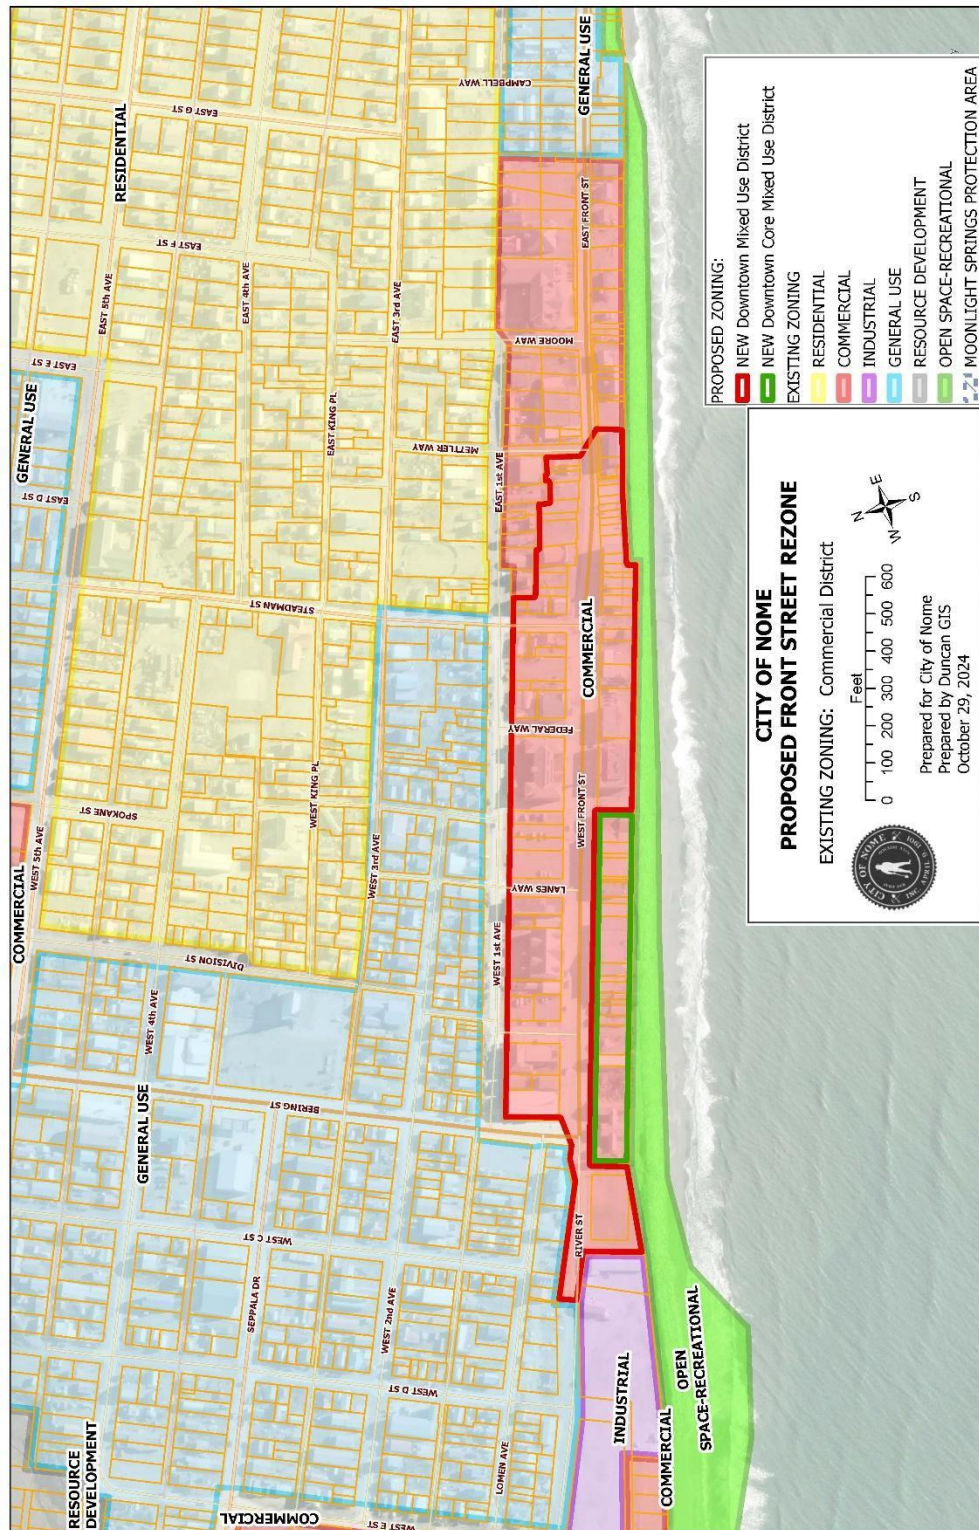 RESIDENTIAL
GENERAL USE
COMMERCIAL
GENERAL USE
RESOURCE
DEVELOPMENT
COMMERCIAL
GENERAL USE
COMMERCIAL
INDUSTRIAL
COMMERCIAL
OPEN
SPACE-RECREATIONAL
EAST G ST
CAMPBELL WAY
EAST F ST
EAST 5th AVE
EAST 4th AVE
EAST 3rd AVE
EAST E ST
EAST KING PL
EAST D ST
METTLER WAY
MOORE WAY
EAST FRONT ST
EAST 1st AVE
STEADMAN ST
FEDERAL WAY
SPOKANE ST
WEST 5th AVE
WEST KING PL
WEST 3rd AVE
LANES WAY
WEST FRONT ST
WEST 1st AVE
DIVISION ST
WEST 4th AVE
BERING ST
WEST C ST
RIVER ST
SEPPALA DR
WEST 2nd AVE
WEST D ST
LOMEN AVE
WEST E ST
CITY OF NOME
PROPOSED FRONT STREET REZONE
EXISTING ZONING: Commercial District
Feet
0 100 200 300 400 500 600
N
E
S
W
Prepared for City of Nome
Prepared by Duncan GIS
October 29, 2024
CITY OF NOME
PROPOSED ZONING:
NEW Downtown Mixed Use District
NEW Downtown Core Mixed Use District
EXISTING ZONING
RESIDENTIAL
COMMERCIAL
INDUSTRIAL
GENERAL USE
RESOURCE DEVELOPMENT
OPEN SPACE-RECREATIONAL
MOONLIGHT SPRINGS PROTECTION AREA